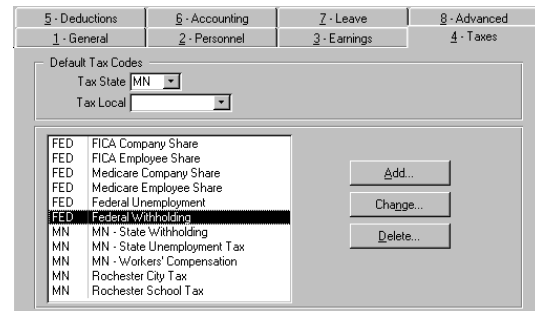 5 - Deductions 6 - Accounting 7 - Leave 8 - Advanced
1 - General 2 - Personnel 3 - Earnings 4 - Taxes
Default Tax Codes
Tax State MN
Tax Local
FED FICA Company Share
FED FICA Employee Share
FED Medicare Company Share
FED Medicare Employee Share
FED Federal Unemployment
FED Federal Withholding
MN MN - State Withholding
MN MN - State Unemployment Tax
MN MN - Workers' Compensation
MN Rochester City Tax
MN Rochester School Tax
Add...
Change...
Delete...